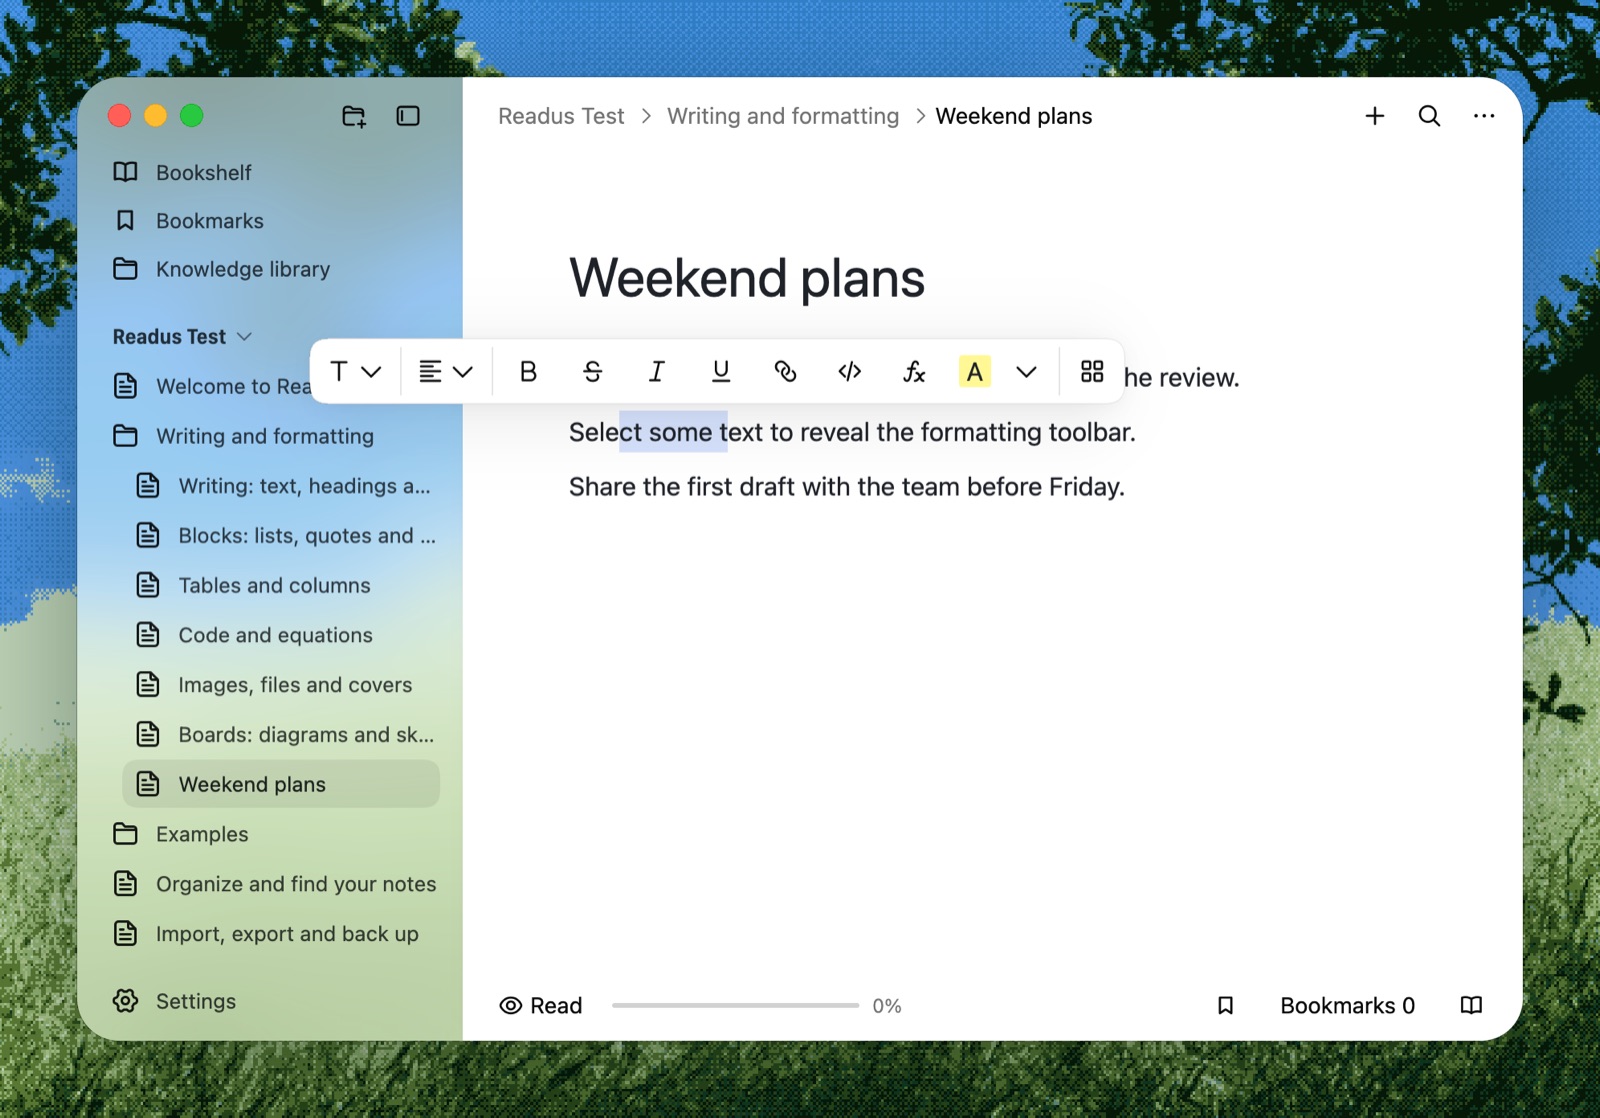 Readus Test > Writing and formatting > Weekend plans
Bookshelf
Bookmarks
Knowledge library
Readus Test
Welcome to Rea
Writing and formatting
Writing: text, headings a...
Blocks: lists, quotes and ...
Tables and columns
Code and equations
Images, files and covers
Boards: diagrams and sk...
Weekend plans
Examples
Organize and find your notes
Import, export and back up
Settings
Weekend plans
T B S I U </> fx A
he review.
Select some text to reveal the formatting toolbar.
Share the first draft with the team before Friday.
Read 0% Bookmarks 0